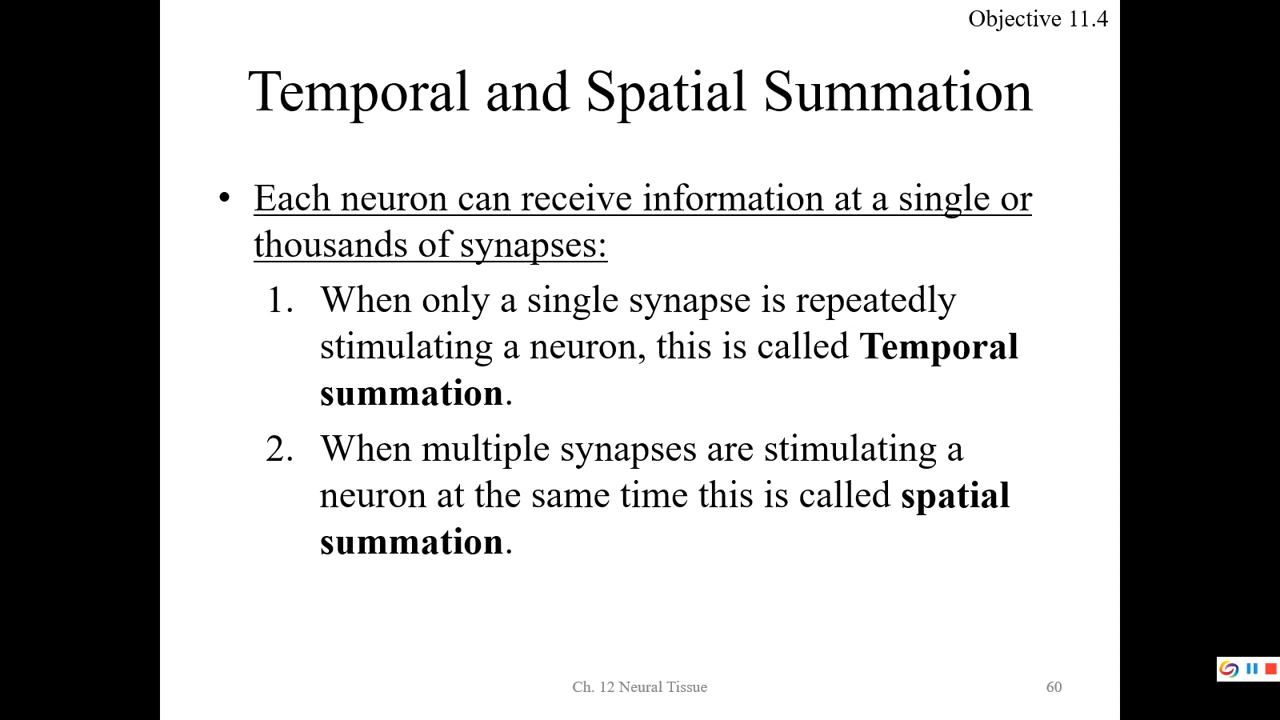 Objective 11.4
Temporal and Spatial Summation
• Each neuron can receive information at a single or
thousands of synapses:
1. When only a single synapse is repeatedly
stimulating a neuron, this is called Temporal
summation.
2. When multiple synapses are stimulating a
neuron at the same time this is called spatial
summation.
Ch. 12 Neural Tissue
60